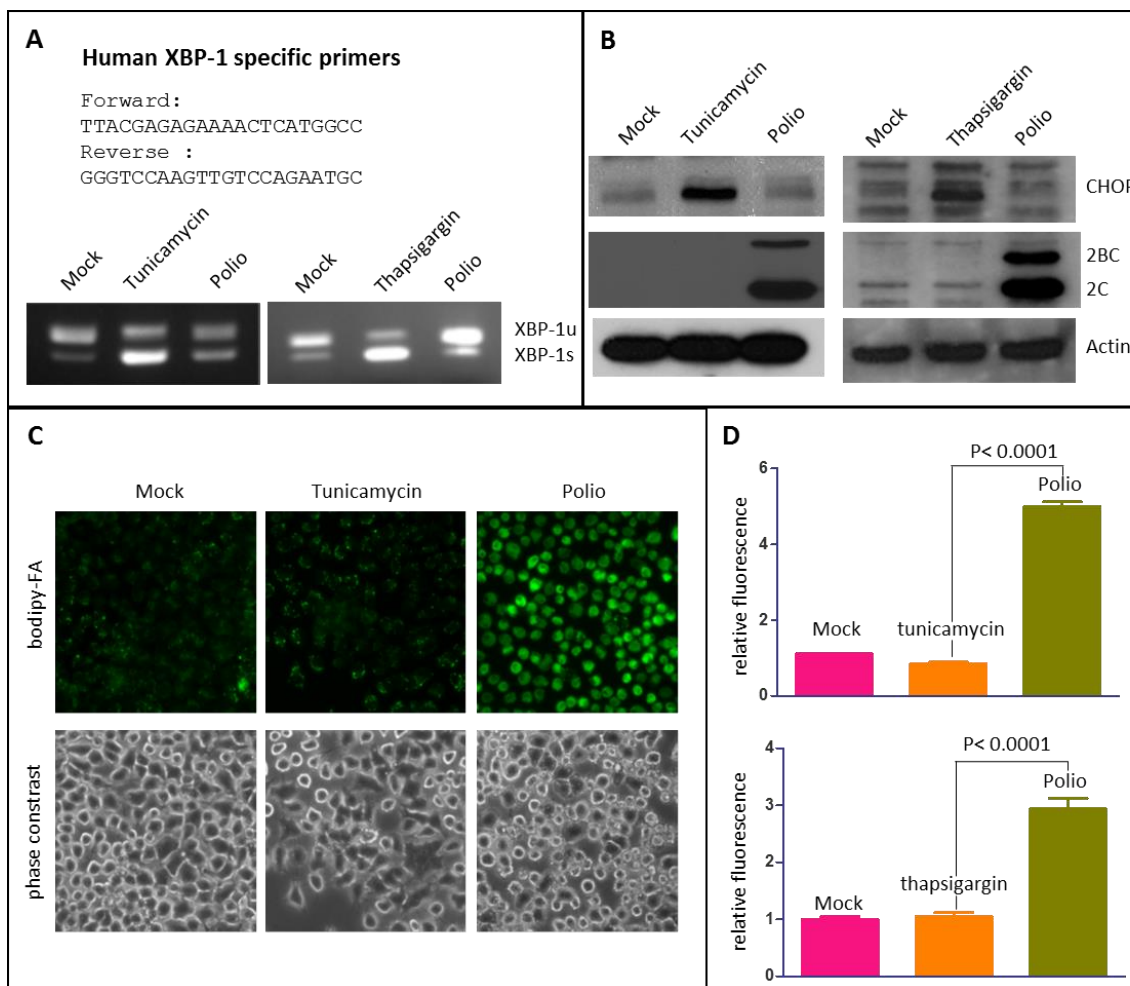 A
Human XBP-1 specific primers
Forward:
TTACGAGAGAAAACTCATGGCC
Reverse :
GGGTCCAAGTTGTCCAGAATGC
Mock
Tunicamycin
Polio
Mock
Thapsigargin
Polio
XBP-1u
XBP-1s
B
Mock
Tunicamycin
Polio
Mock
Thapsigargin
Polio
CHOP
2BC
2C
Actin
C
Mock
Tunicamycin
Polio
bodipy-FA
phase constrast
D
P< 0.0001
6
4
2
0
relative fluorescence
Mock
tunicamycin
Polio
P< 0.0001
4
3
2
1
0
relative fluorescence
Mock
thapsigargin
Polio